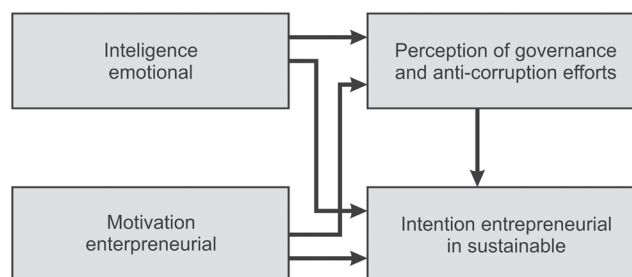 Inteligence
emotional
Perception of governance
and anti-corruption efforts
Motivation
enterpreneurial
Intention entrepreneurial
in sustainable